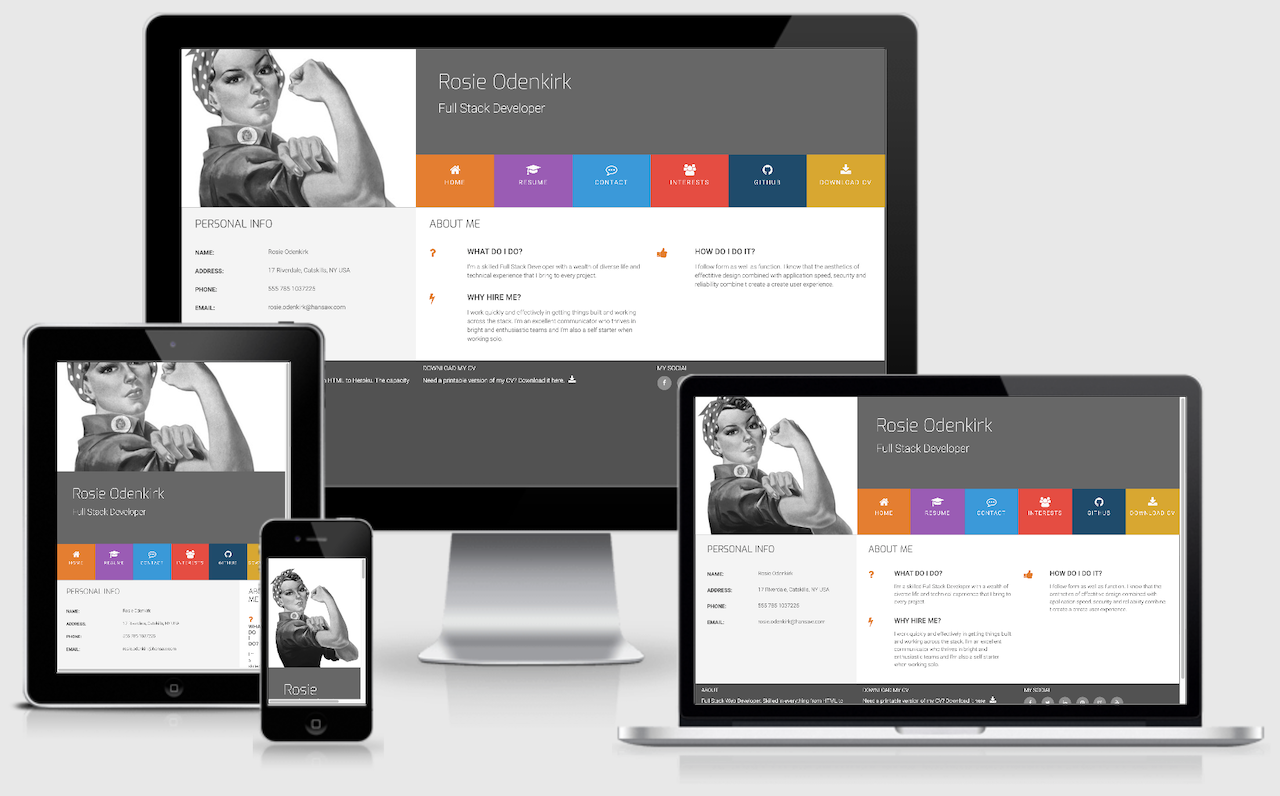 Rosie Odenkirk
Full Stack Developer
HOME
RESUME
CONTACT
INTERESTS
GITHUB
DOWNLOAD CV
PERSONAL INFO
NAME: Rosie Odenkirk
ADDRESS: 17 Riverdale, Catskills, NY USA
PHONE: 555 785 1037225
EMAIL: rosie.odenkirk@hansaw.com
ABOUT ME
WHAT DO I DO?
I'm a skilled Full Stack Developer with a wealth of diverse life and
technical experience that I bring to every project.
WHY HIRE ME?
I work quickly and effectively in getting things built and working
across the stack. I'm an excellent communicator who thrives in
bright and enthusiastic teams and I'm also a self starter when
working solo.
HOW DO I DO IT?
I follow form as well as function. I know that the aesthetics of
effective design combined with application speed, security and
reliability combine t create a create user experience.
HTML to Heroku. The capacity
DOWNLOAD MY CV
Need a printable version of my CV? Download it here.
MY SOCIAL
Rosie Odenkirk
Full Stack Developer
HOME
RESUME
CONTACT
INTERESTS
GITHUB
PERSONAL INFO
NAME: Rosie Odenkirk
ADDRESS: 17 Riverdale, Catskills, NY USA
PHONE: 555 785 1037225
EMAIL: rosie.odenkirk@hansaw.com
ME
WHAT
DO
I
DO?
Rosie
Rosie Odenkirk
Full Stack Developer
HOME
RESUME
CONTACT
INTERESTS
GITHUB
DOWNLOAD CV
PERSONAL INFO
NAME: Rosie Odenkirk
ADDRESS: 17 Riverdale, Catskills, NY USA
PHONE: 555 785 1037225
EMAIL: rosie.odenkirk@hansaw.com
ABOUT ME
WHAT DO I DO?
I'm a skilled Full Stack Developer with a wealth of
diverse life and technical experience that I bring to
every project.
WHY HIRE ME?
I work quickly and effectively in getting things built
and working across the stack. I'm an excellent
communicator who thrives in bright and
enthusiastic teams and I'm also a self starter
when working solo.
HOW DO I DO IT?
I follow form as well as function. I know that the
aesthetics of effective design combined with
application speed, security and reliability combine
t create a create user experience.
ABOUT
Full Stack Web Developer. Skilled in everything from HTML to
DOWNLOAD MY CV
Need a printable version of my CV? Download it here.
MY SOCIAL